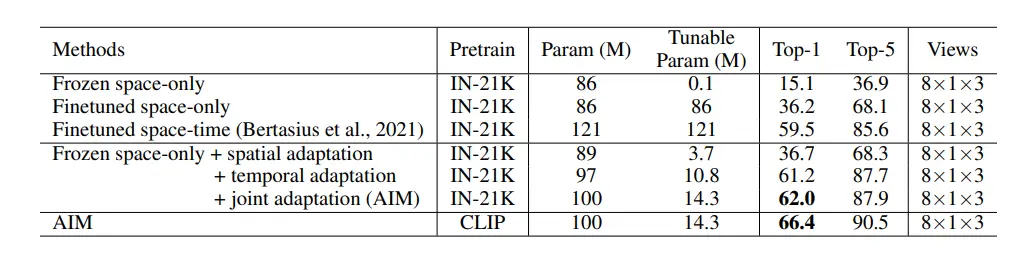 Methods Pretrain Param (M) Tunable Param (M) Top-1 Top-5 Views
Frozen space-only IN-21K 86 0.1 15.1 36.9 8×1×3
Finetuned space-only IN-21K 86 86 36.2 68.1 8×1×3
Finetuned space-time (Bertasius et al., 2021) IN-21K 121 121 59.5 85.6 8×1×3
Frozen space-only + spatial adaptation IN-21K 89 3.7 36.7 68.3 8×1×3
+ temporal adaptation IN-21K 97 10.8 61.2 87.7 8×1×3
+ joint adaptation (AIM) IN-21K 100 14.3 62.0 87.9 8×1×3
AIM CLIP 100 14.3 66.4 90.5 8×1×3